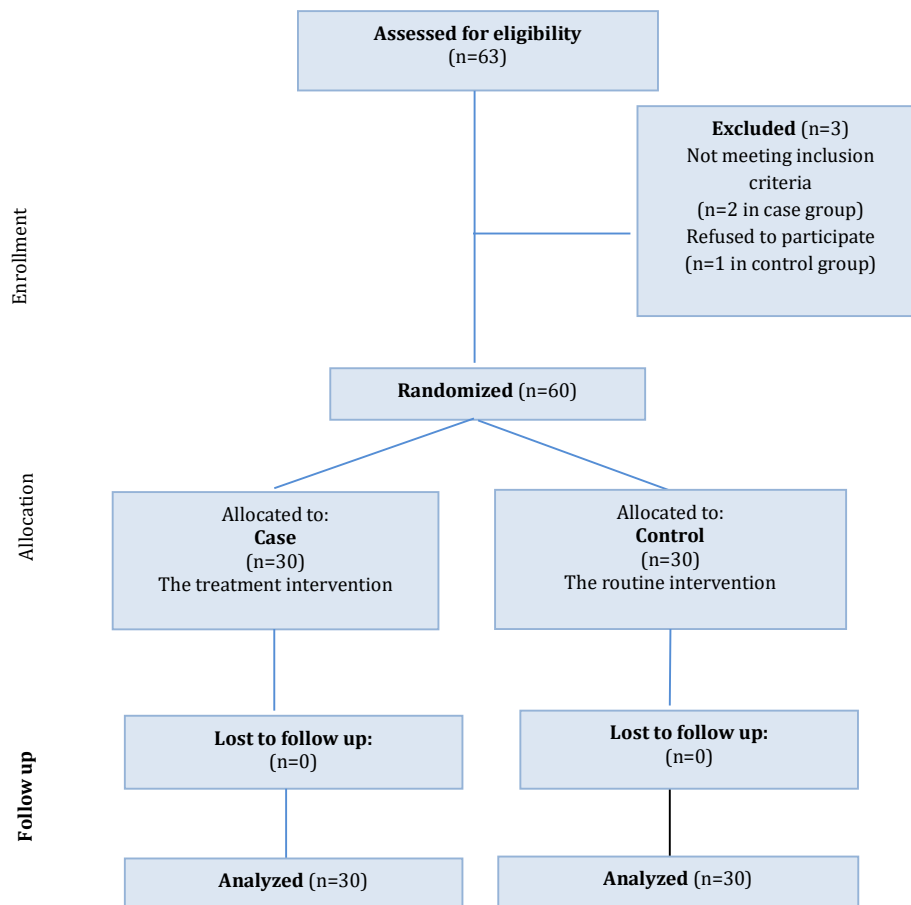 Assessed for eligibility
(n=63)
Excluded (n=3)
Not meeting inclusion
criteria
(n=2 in case group)
Refused to participate
(n=1 in control group)
Enrollment
Randomized (n=60)
Allocation
Allocated to:
Case
(n=30)
The treatment intervention
Allocated to:
Control
(n=30)
The routine intervention
Follow up
Lost to follow up:
(n=0)
Lost to follow up:
(n=0)
Analyzed (n=30)
Analyzed (n=30)